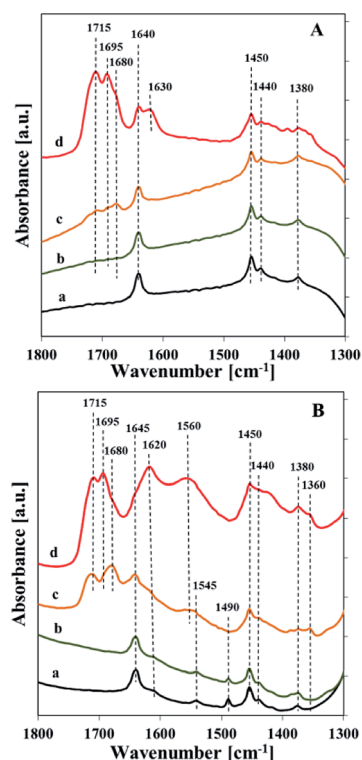 A
1715
1695
1680
1640
1630
1450
1440
1380
d
c
b
a
Absorbance [a.u.]
1800 1700 1600 1500 1400 1300
Wavenumber [cm-1]
B
1715
1695
1680
1645
1620
1560
1545
1490
1450
1440
1380
1360
d
c
b
a
Absorbance [a.u.]
1800 1700 1600 1500 1400 1300
Wavenumber [cm-1]